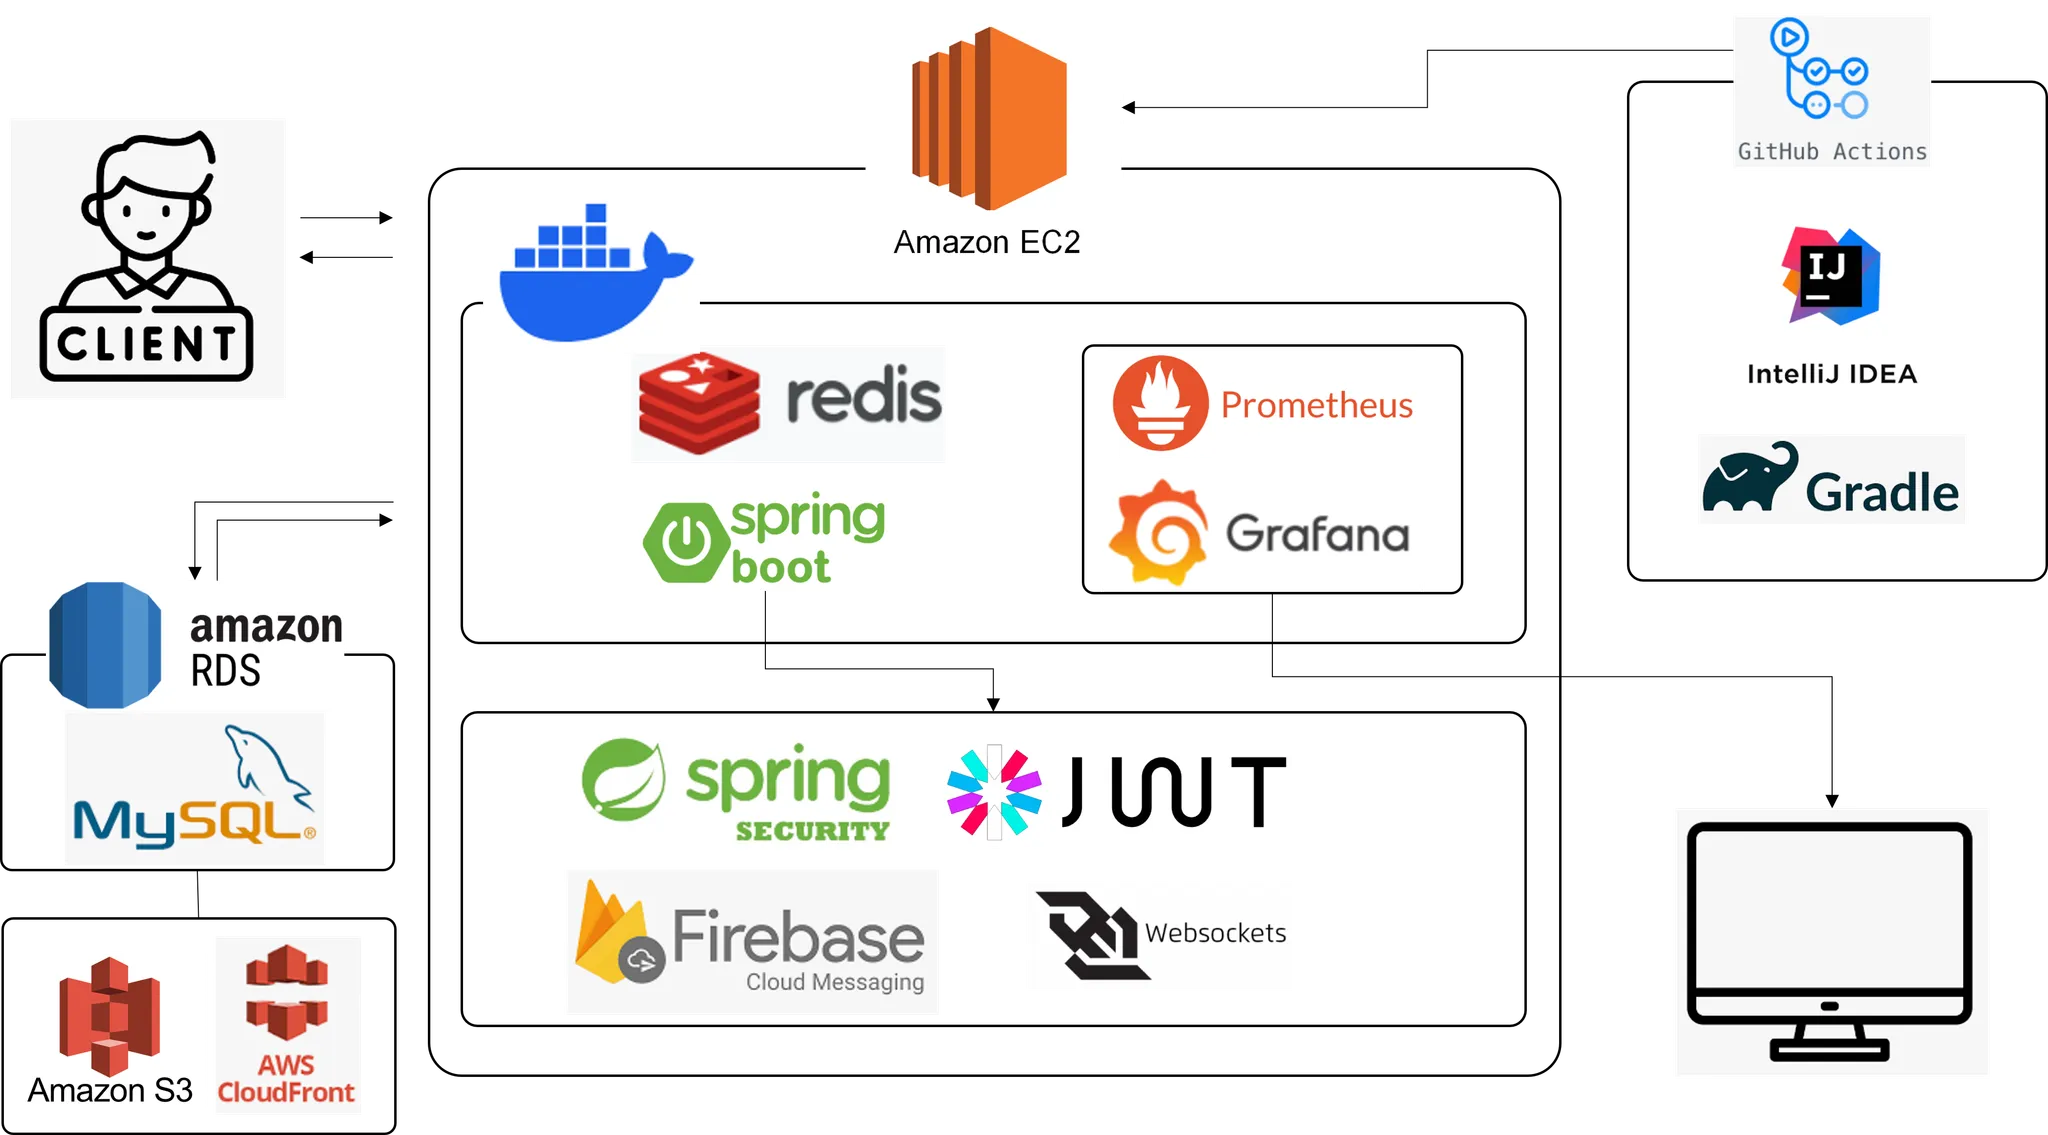 CLIENT
Amazon EC2
GitHub Actions
IJ
IntelliJ IDEA
Gradle
redis
Prometheus
spring
boot
Grafana
amazon
RDS
MySQL®
spring
SECURITY
JWT
Firebase
Cloud Messaging
Websockets
Amazon S3
AWS
CloudFront